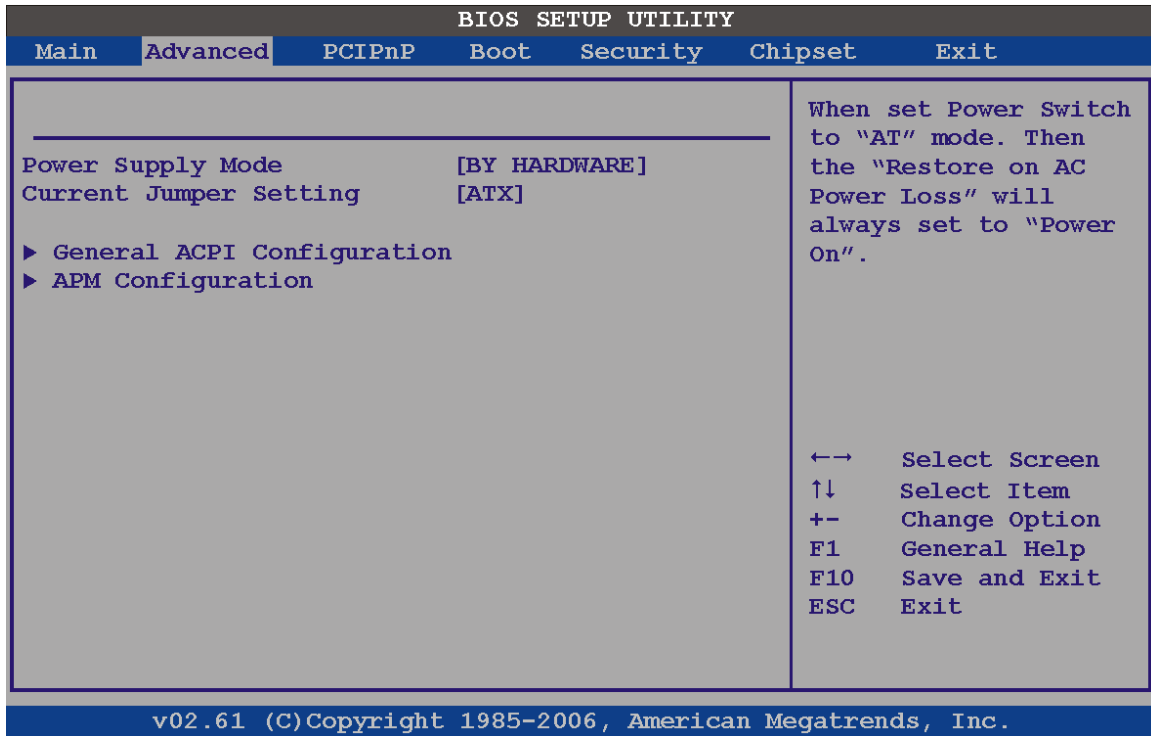 BIOS SETUP UTILITY
Main Advanced PCIPnP Boot Security Chipset Exit
Power Supply Mode [BY HARDWARE]
Current Jumper Setting [ATX]
▶ General ACPI Configuration
▶ APM Configuration
When set Power Switch
to “AT” mode. Then
the “Restore on AC
Power Loss” will
always set to “Power
On”.
←→ Select Screen
↑↓ Select Item
+- Change Option
F1 General Help
F10 Save and Exit
ESC Exit
v02.61 (C)Copyright 1985-2006, American Megatrends, Inc.